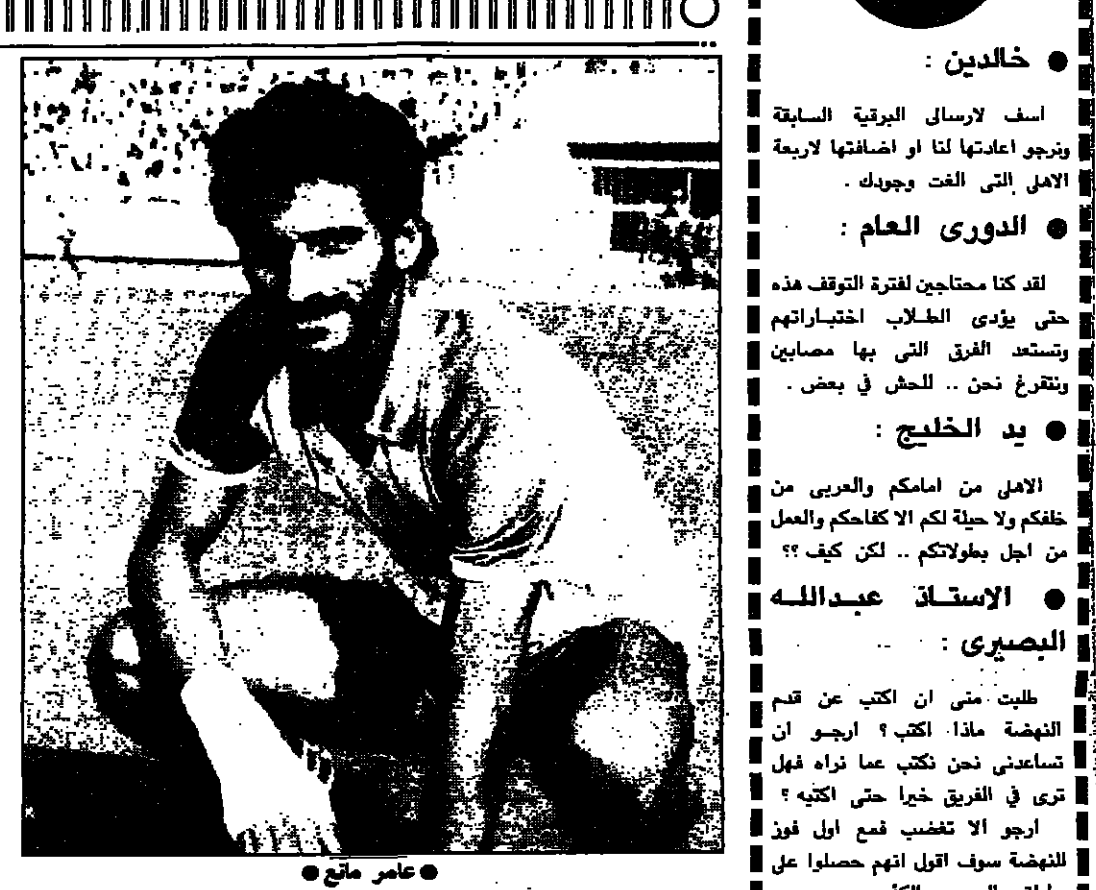 ● خالدين :
اسف لارسالى البرقية السابقة
ونرجو اعادتها لنا او اضافتها لاربعة
الاهلى التى الغت وجودك .
● الدورى العام :
لقد كنا محتاجين لفترة التوقف هذه
حتى يؤدى الطلاب اختباراتهم
وتستعد الفرق التى بها مصابين
ونتفرغ نحن .. للحش في بعض .
● يد الخليج :
الاهلى من امامكم والعربى من
خلفكم ولا حيلة لكم الا كفاحكم والعمل
من اجل بطولاتكم .. لكن كيف ؟؟
● الاستاذ عبدالله
البصيرى :
طلبت منى ان اكتب عن قدم
النهضة ماذا اكتب ؟ ارجو ان
تساعدنى نحن نكتب عما نراه فهل
ترى في الفريق خيرا حتى اكتبه ؟
ارجو الا تغضب فمع اول فوز
للنهضة سوف اقول انهم حصلوا على
● عامر مانع ●